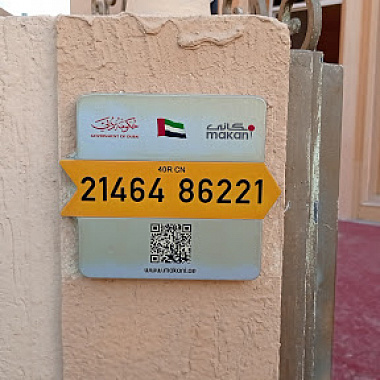 حكومة دبي
GOVERNMENT OF DUBAI
مكاني
makani
40R CN
21464 86221
www.makani.ae